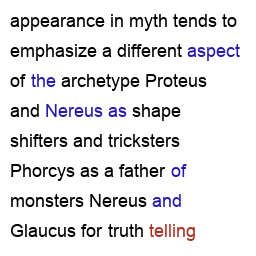 appearance in myth tends to
emphasize a different aspect
of the archetype Proteus
and Nereus as shape
shifters and tricksters
Phorcys as a father of
monsters Nereus and
Glaucus for truth telling